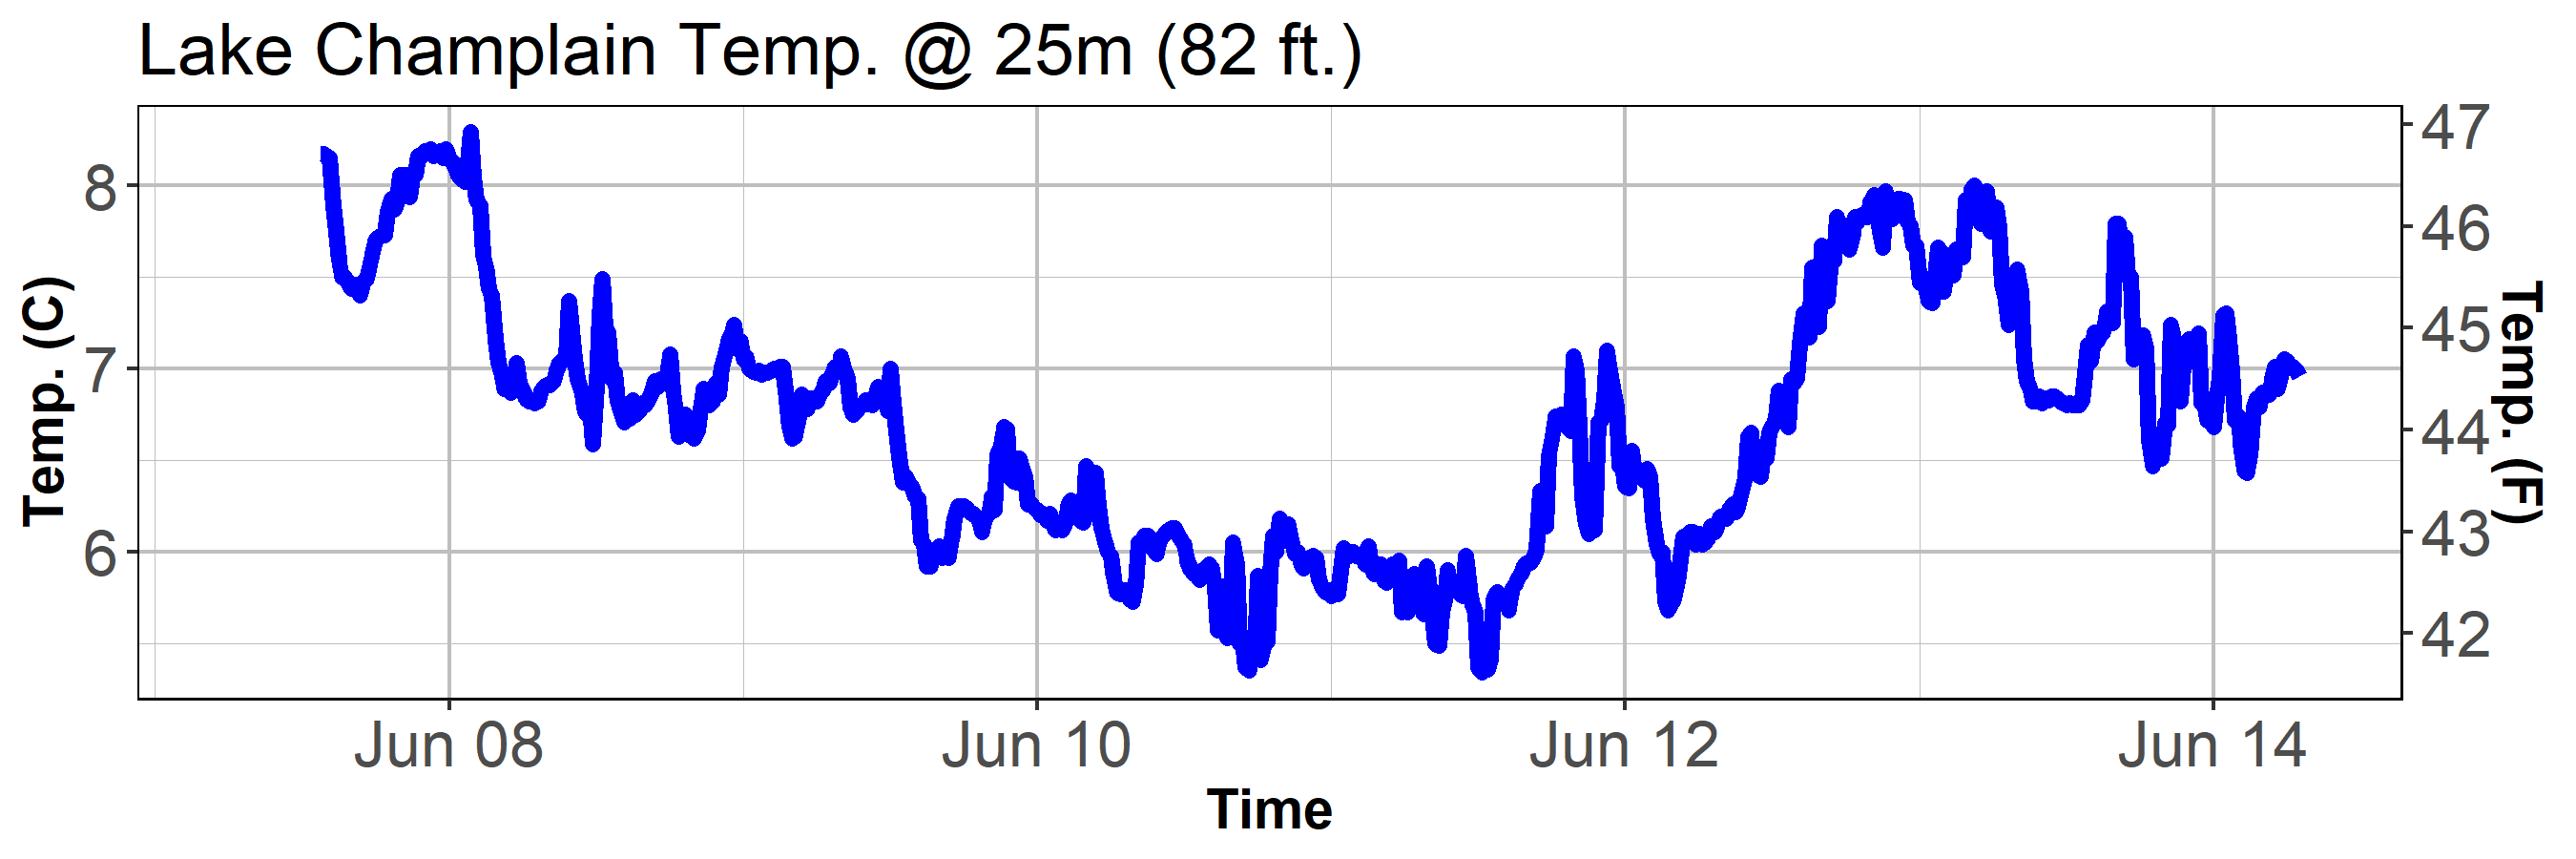 Lake Champlain Temp. @ 25m (82 ft.)
Temp. (C)
8
7
6
47
46
45
44
43
42
Temp. (F)
Jun 08 Jun 10 Jun 12 Jun 14
Time